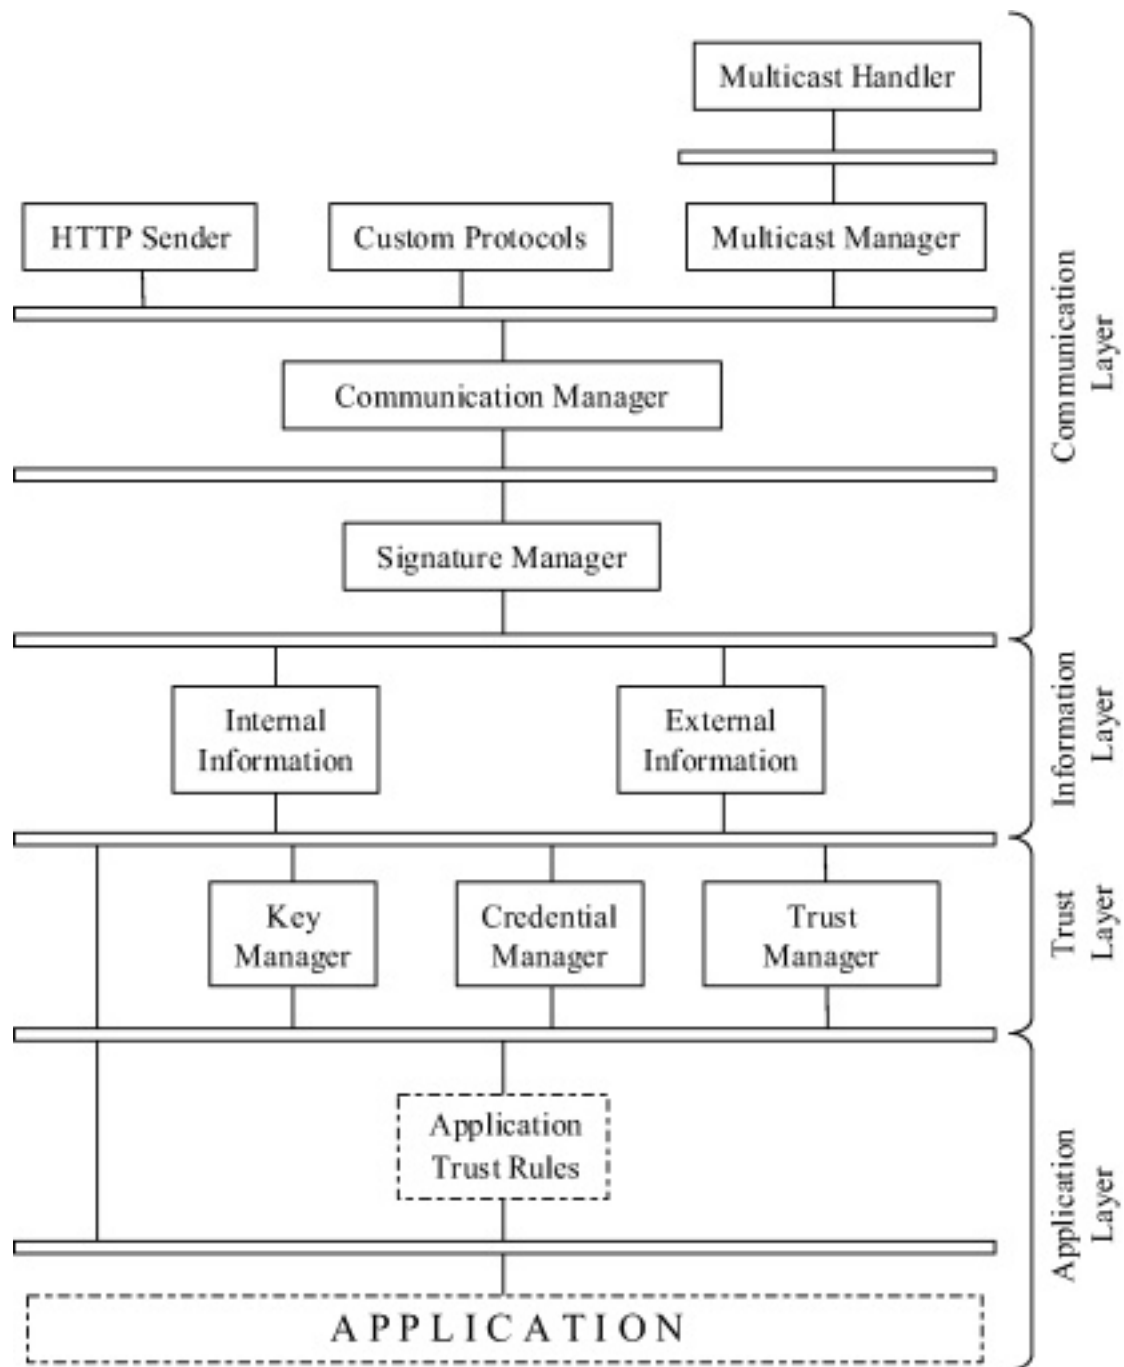 Multicast Handler
HTTP Sender
Custom Protocols
Multicast Manager
Communication
Layer
Communication Manager
Signature Manager
Internal
Information
External
Information
Information
Layer
Key
Manager
Credential
Manager
Trust
Manager
Trust
Layer
Application
Trust Rules
Application
Layer
APPLICATION